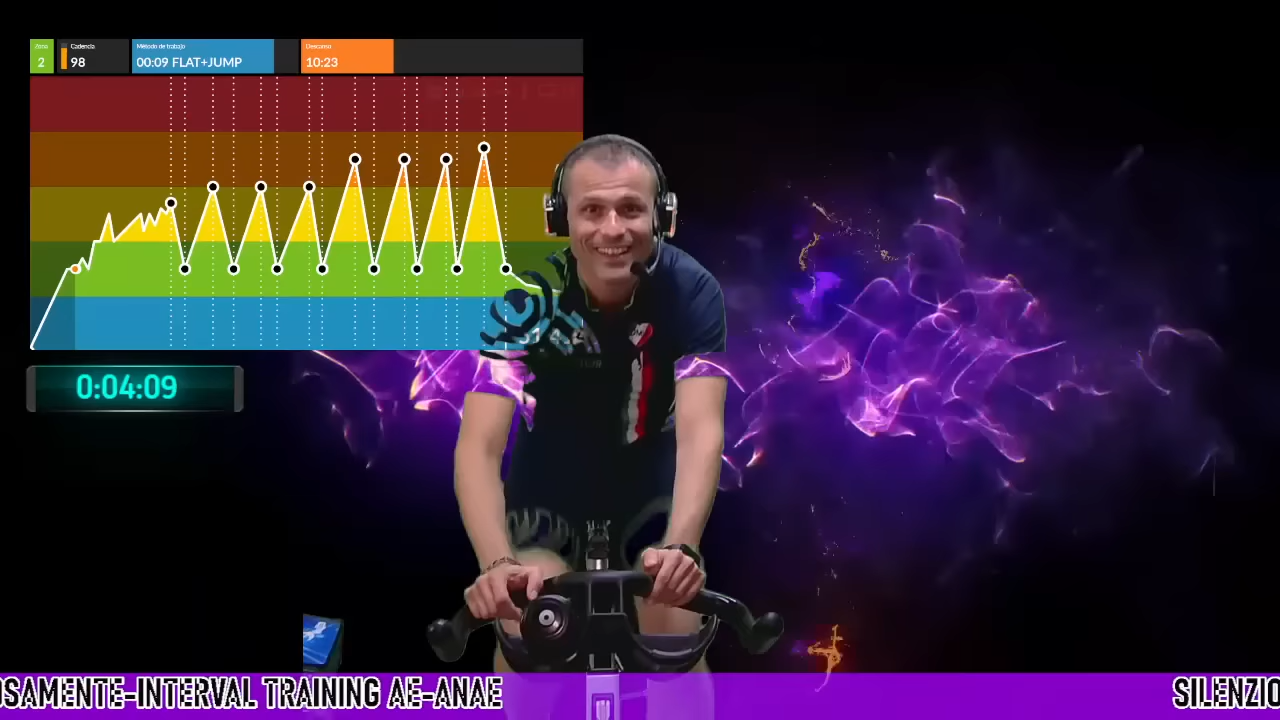 Zona
2
Cadencia
98
Método de trabajo
00:09 FLAT+JUMP
Descanso
10:23
0:04:09
OSAMENTE-INTERVAL TRAINING AE-ANAE
SILENZIO